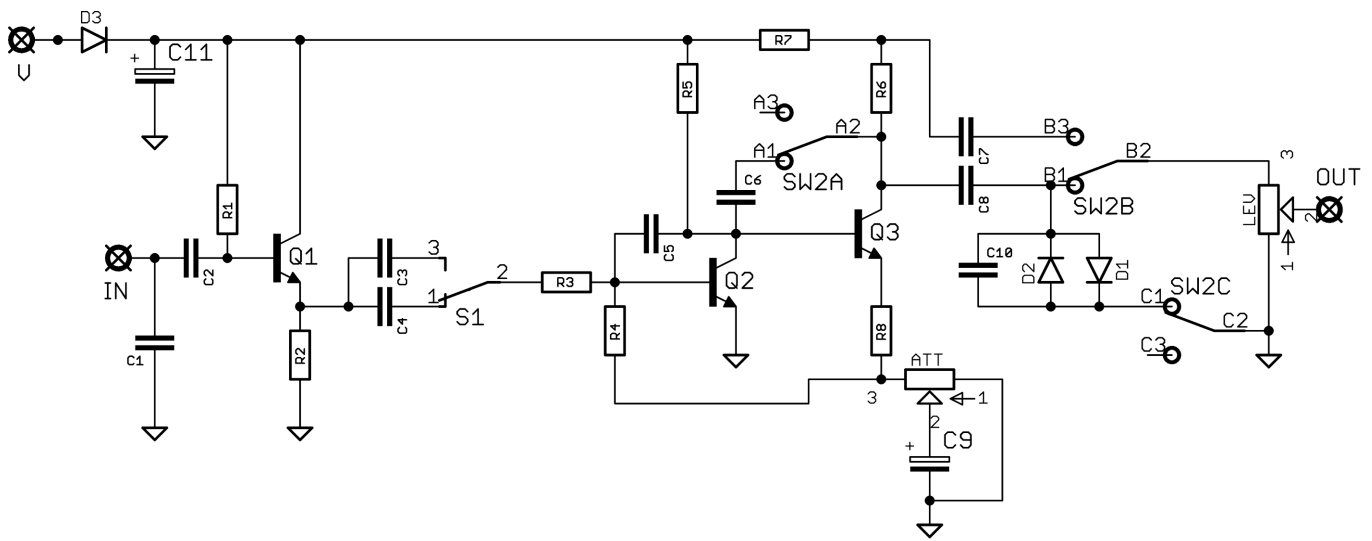 D3
V
+
C11
R7
R5
R6
A3
A2
A1
SW2A
C6
C7
B3
B2
B1
SW2B
C8
3
OUT
LEV
2
1
R1
IN
C2
Q1
C1
R2
3
C3
1
C4
2
S1
R3
C5
R4
Q2
Q3
R8
C10
D2
D1
SW2C
C1
C2
C3
ATT
3
1
2
+
C9